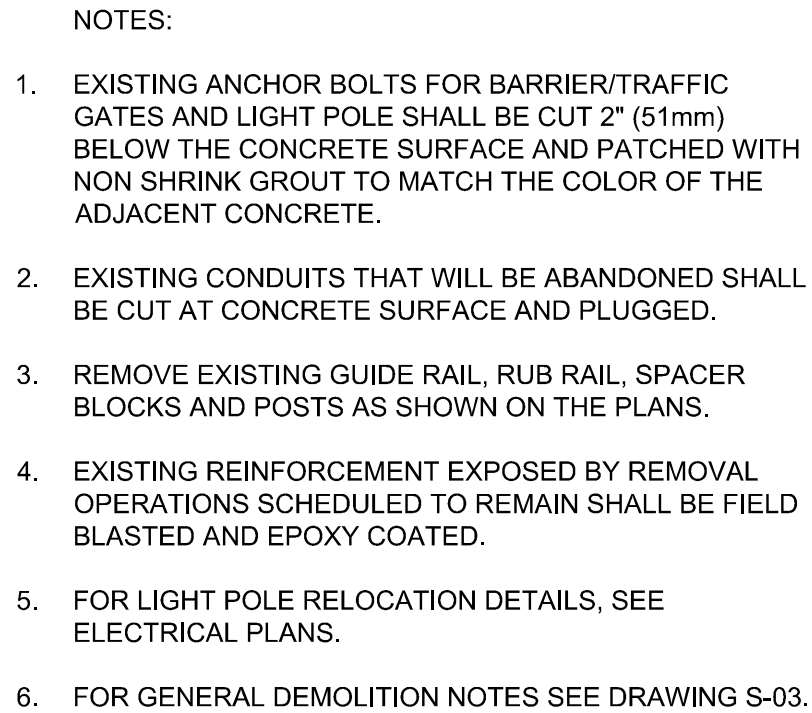 NOTES:
1. EXISTING ANCHOR BOLTS FOR BARRIER/TRAFFIC
GATES AND LIGHT POLE SHALL BE CUT 2" (51mm)
BELOW THE CONCRETE SURFACE AND PATCHED WITH
NON SHRINK GROUT TO MATCH THE COLOR OF THE
ADJACENT CONCRETE.
2. EXISTING CONDUITS THAT WILL BE ABANDONED SHALL
BE CUT AT CONCRETE SURFACE AND PLUGGED.
3. REMOVE EXISTING GUIDE RAIL, RUB RAIL, SPACER
BLOCKS AND POSTS AS SHOWN ON THE PLANS.
4. EXISTING REINFORCEMENT EXPOSED BY REMOVAL
OPERATIONS SCHEDULED TO REMAIN SHALL BE FIELD
BLASTED AND EPOXY COATED.
5. FOR LIGHT POLE RELOCATION DETAILS, SEE
ELECTRICAL PLANS.
6. FOR GENERAL DEMOLITION NOTES SEE DRAWING S-03.